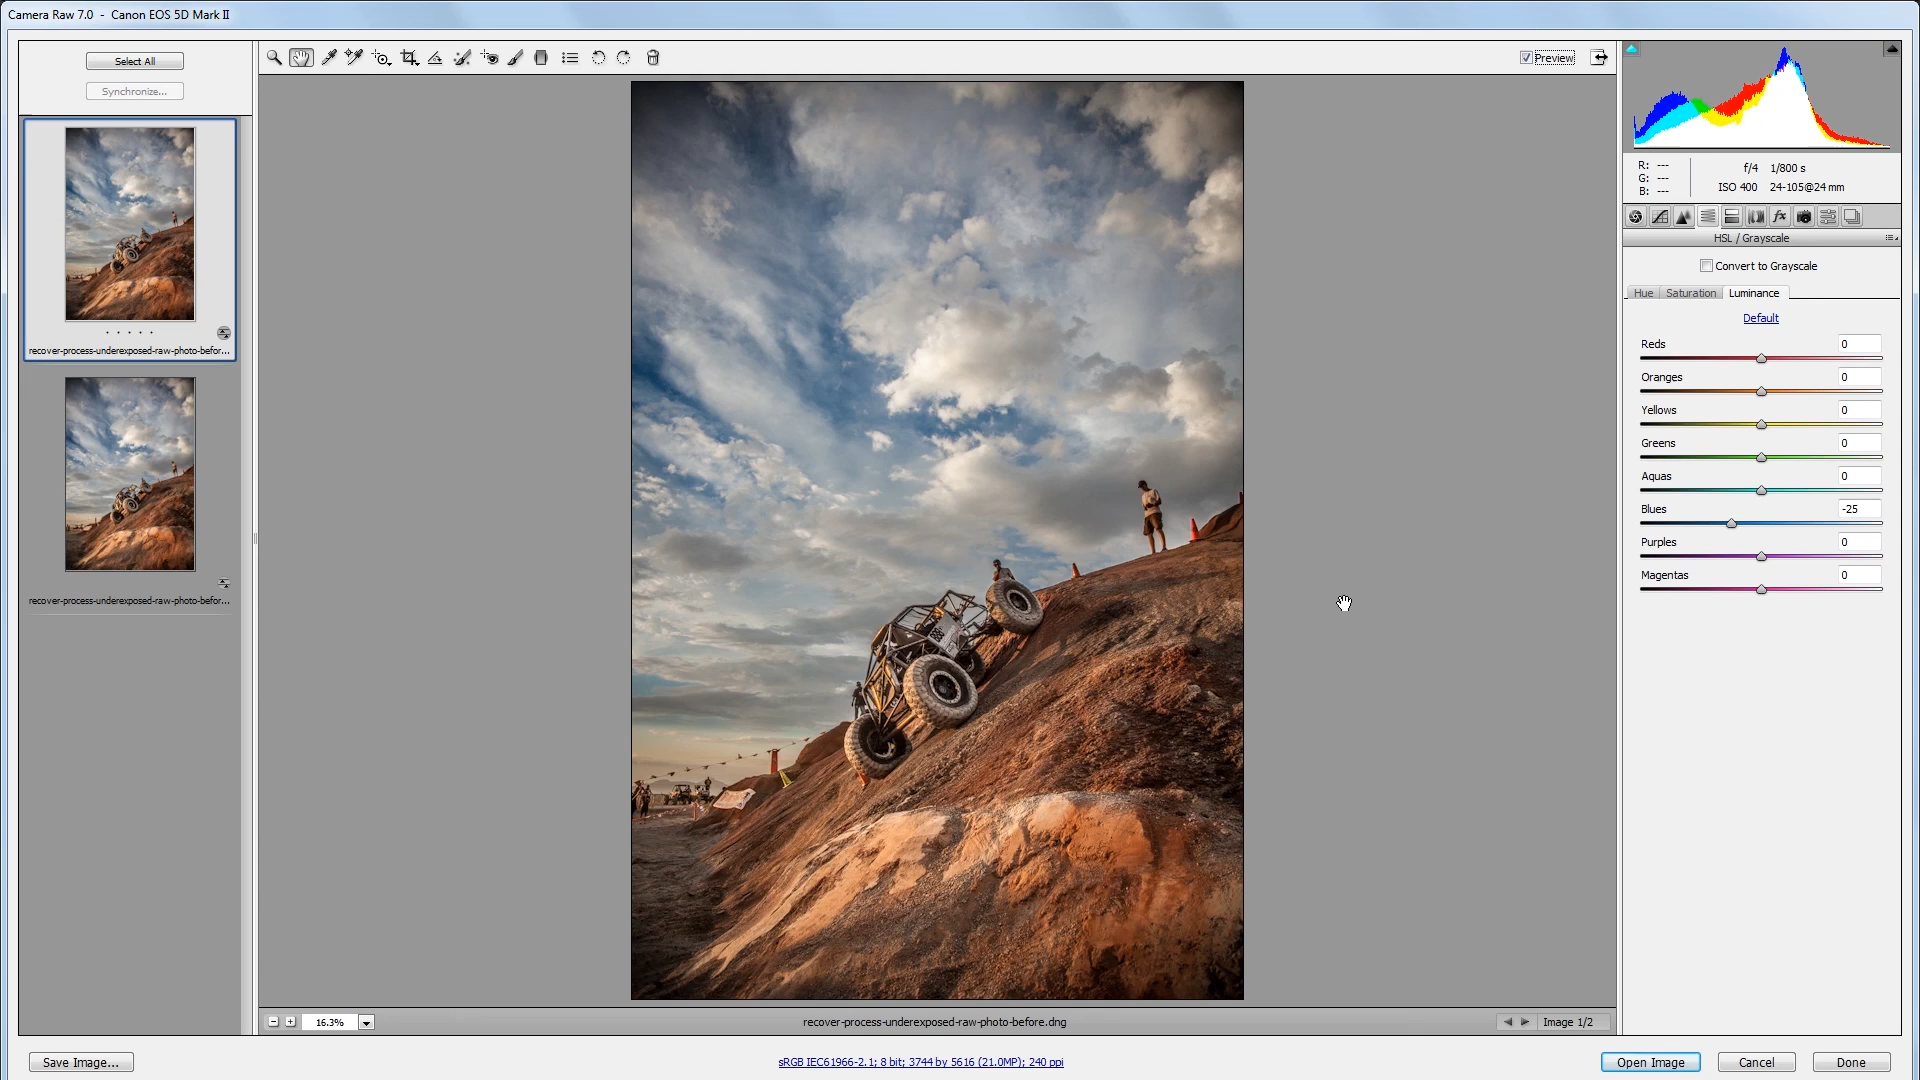 Camera Raw 7.0 - Canon EOS 5D Mark II
Select All
Synchronize...
recover-process-underexposed-raw-photo-befor...
recover-process-underexposed-raw-photo-befor...
Preview
R: ---
G: ---
B: ---
f/4 1/800 s
ISO 400 24-105@24 mm
fx
HSL / Grayscale
Convert to Grayscale
Hue Saturation Luminance
Default
Reds 0
Oranges 0
Yellows 0
Greens 0
Aquas 0
Blues -25
Purples 0
Magentas 0
16.3%
recover-process-underexposed-raw-photo-before.dng
Image 1/2
Save Image...
sRGB IEC61966-2.1; 8 bit; 3744 by 5616 (21.0MP); 240 ppi
Open Image
Cancel
Done